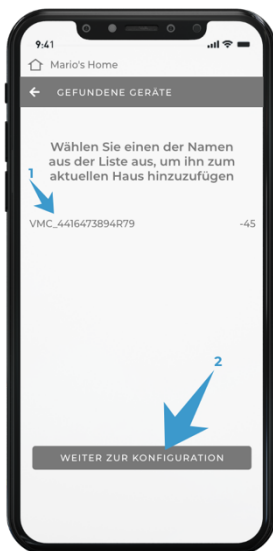 9:41
Mario's Home
GEFUNDENE GERÄTE
Wählen Sie einen der Namen
aus der Liste aus, um ihn zum
aktuellen Haus hinzuzufügen
1
VMC_4416473894R79 -45
2
WEITER ZUR KONFIGURATION